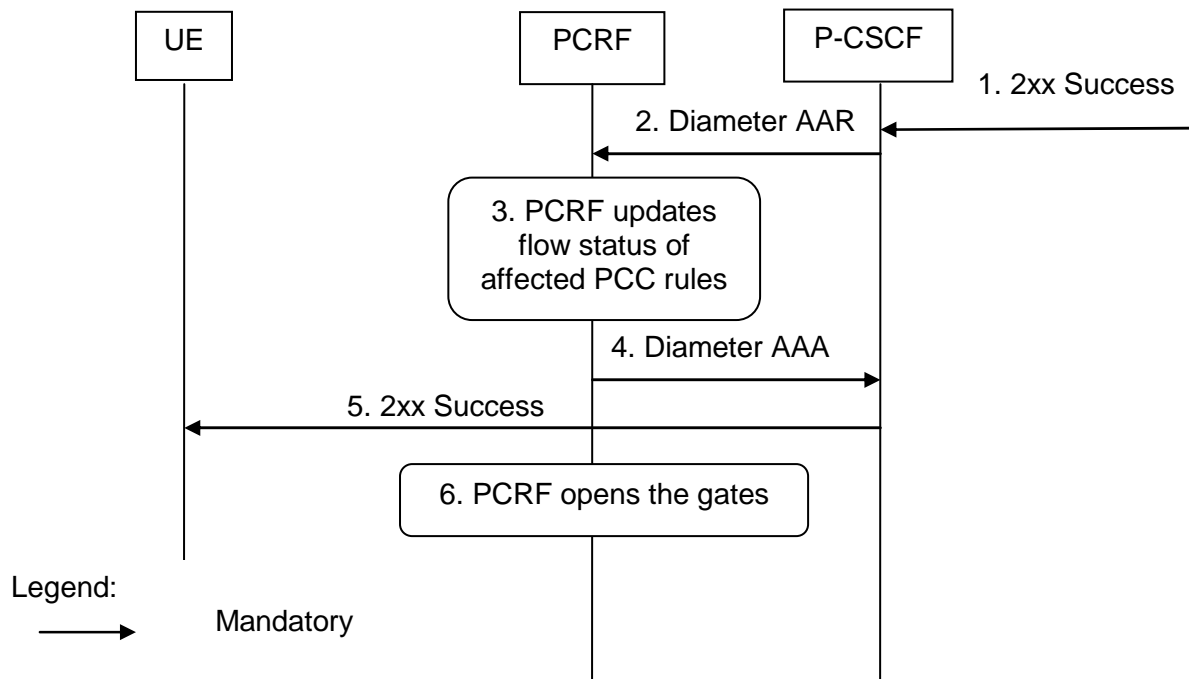 UE
PCRF
P-CSCF
1. 2xx Success
2. Diameter AAR
3. PCRF updates
flow status of
affected PCC rules
4. Diameter AAA
5. 2xx Success
6. PCRF opens the gates
Legend:
Mandatory